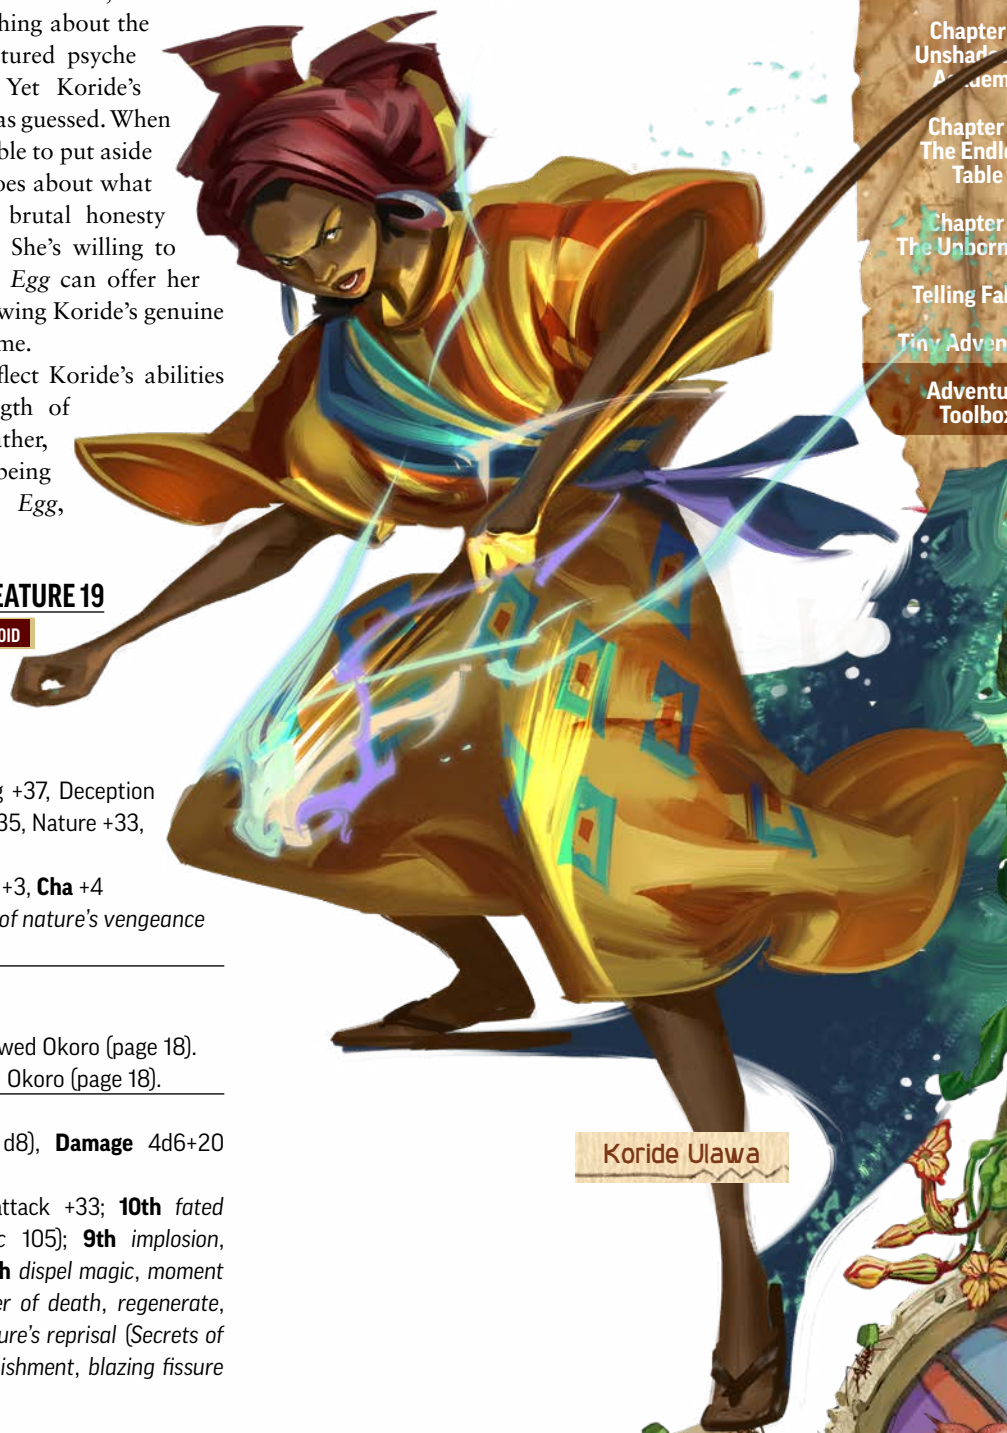 hing about the
tured psyche
Yet Koride's
as guessed. When
ble to put aside
oes about what
brutal honesty
She's willing to
Egg can offer her
wing Koride's genuine
me.
flect Koride's abilities
gth of
ther,
being
Egg,
EATURE 19
OID
g +37, Deception
35, Nature +33,
+3, Cha +4
of nature's vengeance
wed Okoro (page 18).
Okoro (page 18).
d8), Damage 4d6+20
attack +33; 10th fated
c 105); 9th implosion,
h dispel magic, moment
er of death, regenerate,
ure's reprisal (Secrets of
ishment, blazing fissure
Koride Ulawa
Chapter
Unshad
dem
Chapter
The Endle
Table
Chapter
The Unborn
Telling Fa
Tiny Adven
Adventu
Toolbox